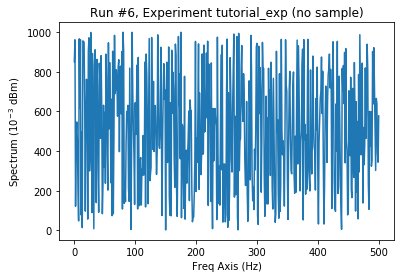 Run #6, Experiment tutorial_exp (no sample)
Spectrum (10⁻³ dBm)
1000
800
600
400
200
0
0 100 200 300 400 500
Freq Axis (Hz)